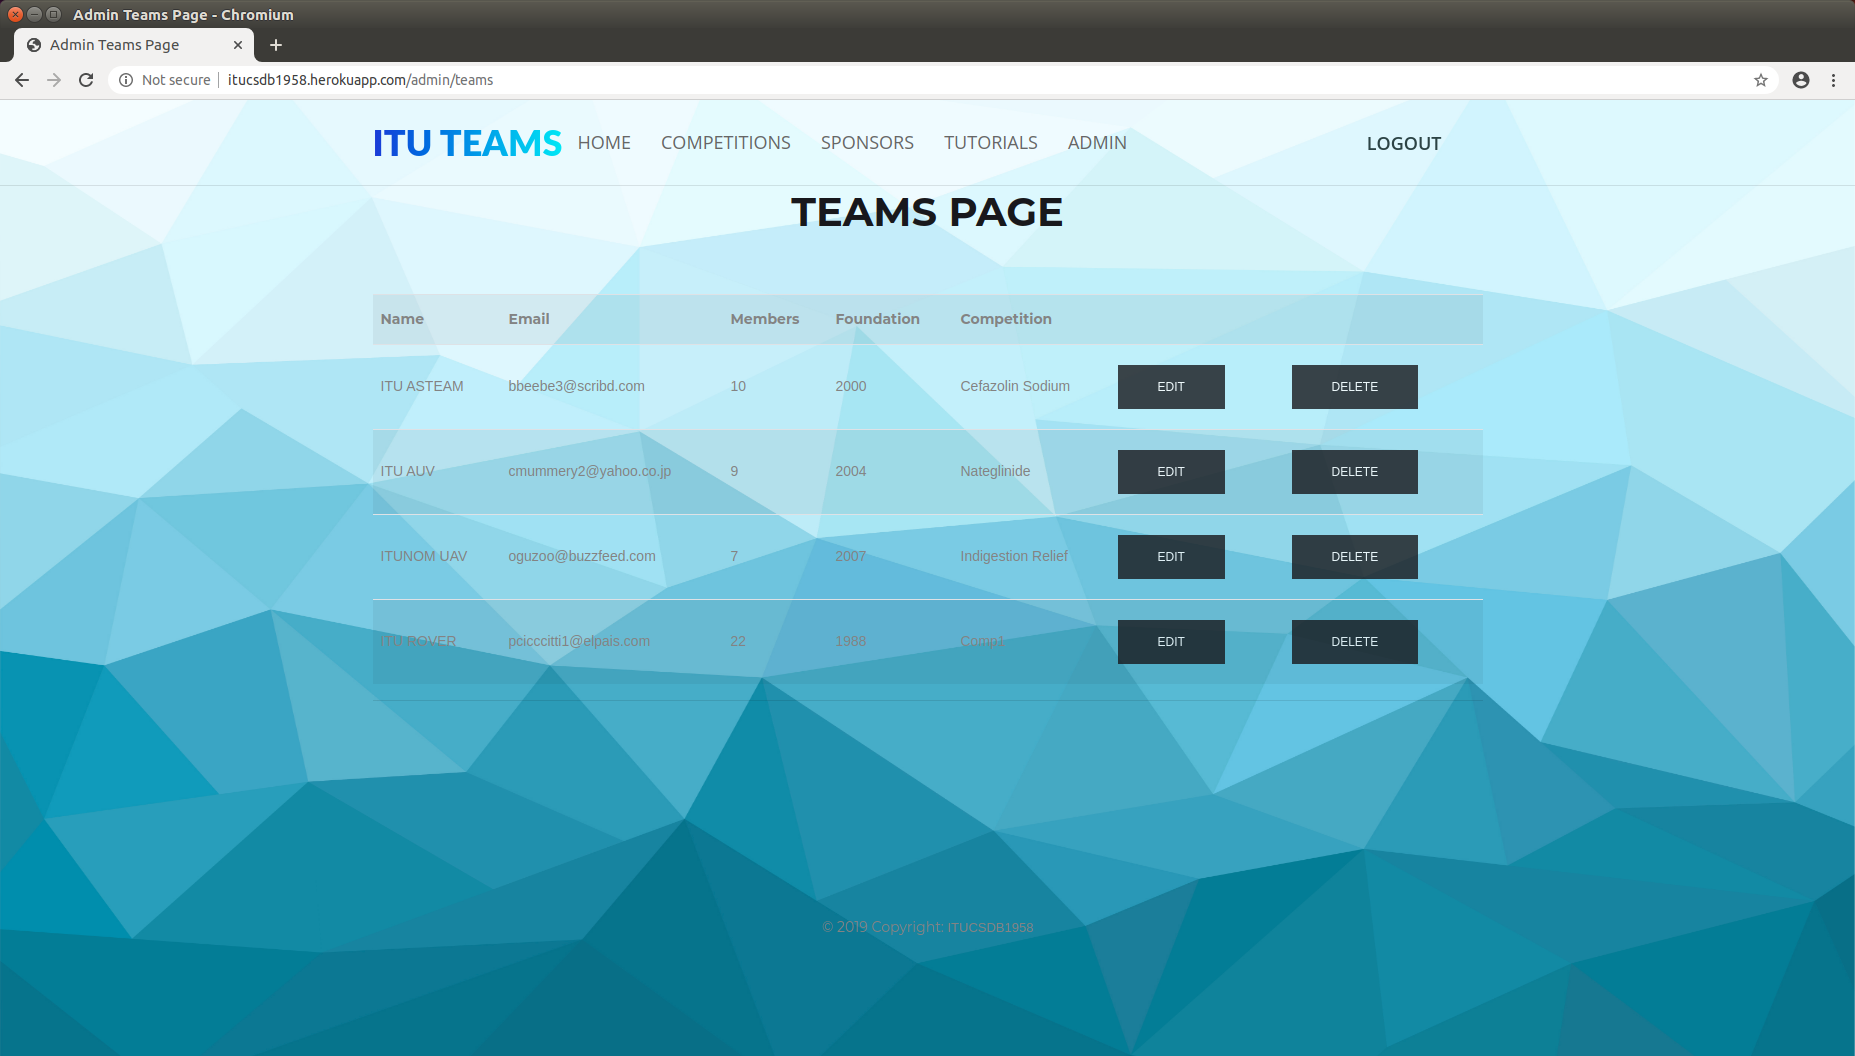 Admin Teams Page - Chromium
Admin Teams Page
Not secure itucsdb1958.herokuapp.com/admin/teams
ITU TEAMS HOME COMPETITIONS SPONSORS TUTORIALS ADMIN LOGOUT
TEAMS PAGE
Name Email Members Foundation Competition
ITU ASTEAM bbeebe3@scribd.com 10 2000 Cefazolin Sodium EDIT DELETE
ITU AUV cmummery2@yahoo.co.jp 9 2004 Nateglinide EDIT DELETE
ITUNOM UAV oguzoo@buzzfeed.com 7 2007 Indigestion Relief EDIT DELETE
ITU ROVER pcicccitti1@elpais.com 22 1988 Comp1 EDIT DELETE
© 2019 Copyright: ITUCSDB1958